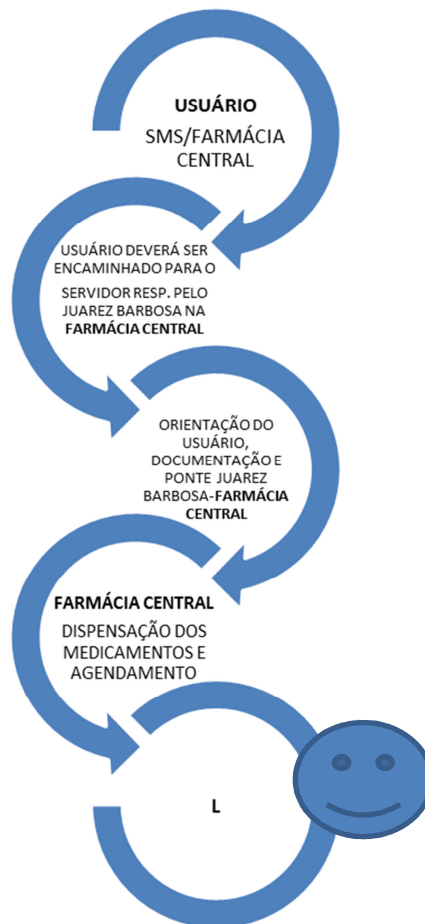 USUÁRIO
SMS/FARMÁCIA
CENTRAL
USUÁRIO DEVERÁ SER
ENCAMINHADO PARA O
SERVIDOR RESP. PELO
JUAREZ BARBOSA NA
FARMÁCIA CENTRAL
ORIENTAÇÃO DO
USUÁRIO,
DOCUMENTAÇÃO E
PONTE JUAREZ
BARBOSA-FARMÁCIA
CENTRAL
FARMÁCIA CENTRAL
DISPENSAÇÃO DOS
MEDICAMENTOS E
AGENDAMENTO
L